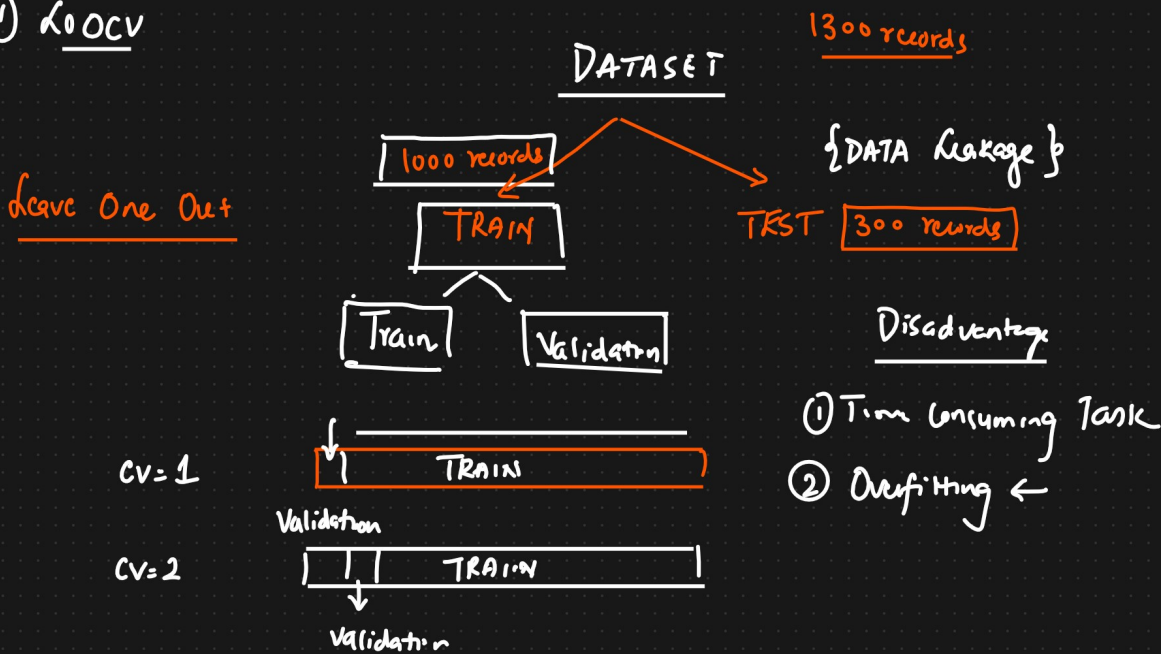 1) LOOCV
1300 records
DATASET
1000 records
{DATA Leakage}
Leave One Out
TRAIN
TEST 300 records
Train
Validation
Disadvantage
① Time Consuming Task
② Overfitting ←
CV=1
TRAIN
Validation
CV=2
TRAIN
Validation